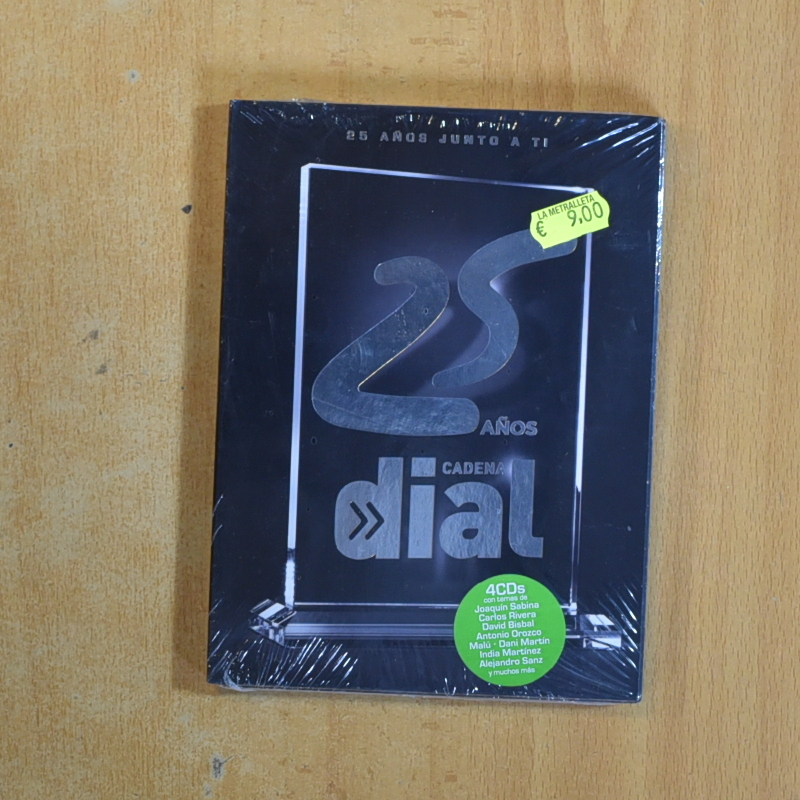 25 AÑOS JUNTO A TI
LA METRALLETA
€ 9,00
25
AÑOS
CADENA
dial
4CDs
con temas de
Joaquín Sabina
Carlos Rivera
David Bisbal
Antonio Orozco
Malú · Dani Martín
India Martínez
Alejandro Sanz
y muchos más